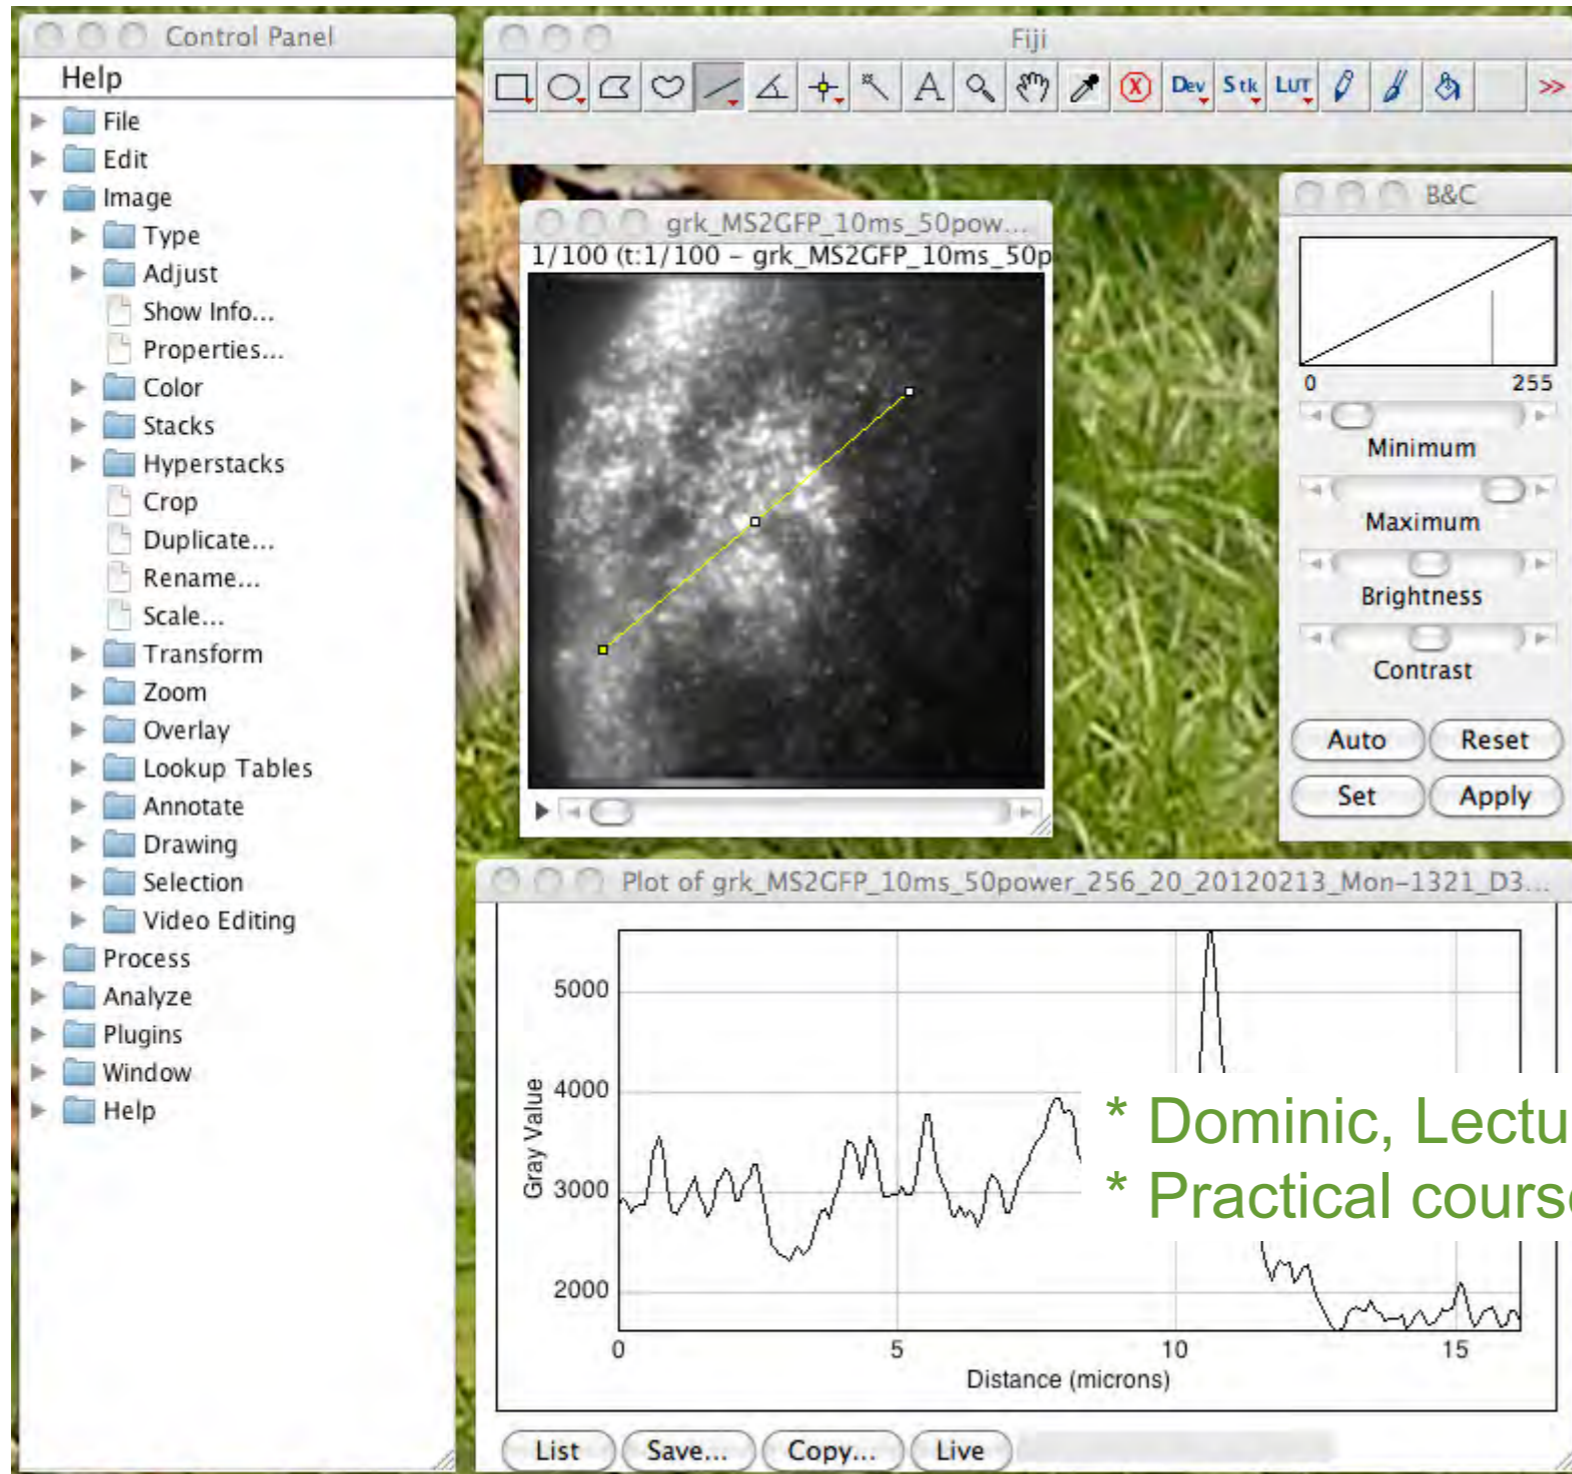 Control Panel
Help
File
Edit
Image
Type
Adjust
Show Info...
Properties...
Color
Stacks
Hyperstacks
Crop
Duplicate...
Rename...
Scale...
Transform
Zoom
Overlay
Lookup Tables
Annotate
Drawing
Selection
Video Editing
Process
Analyze
Plugins
Window
Help
Fiji
A Dev Stk LUT >>
grk_MS2GFP_10ms_50pow...
1/100 (t:1/100 - grk_MS2GFP_10ms_50p
B&C
0 255
Minimum
Maximum
Brightness
Contrast
Auto Reset
Set Apply
Plot of grk_MS2GFP_10ms_50power_256_20_20120213_Mon-1321_D3...
5000
4000
3000
2000
Gray Value
0 5 10 15
Distance (microns)
* Dominic, Lectu
* Practical cours
List Save... Copy... Live